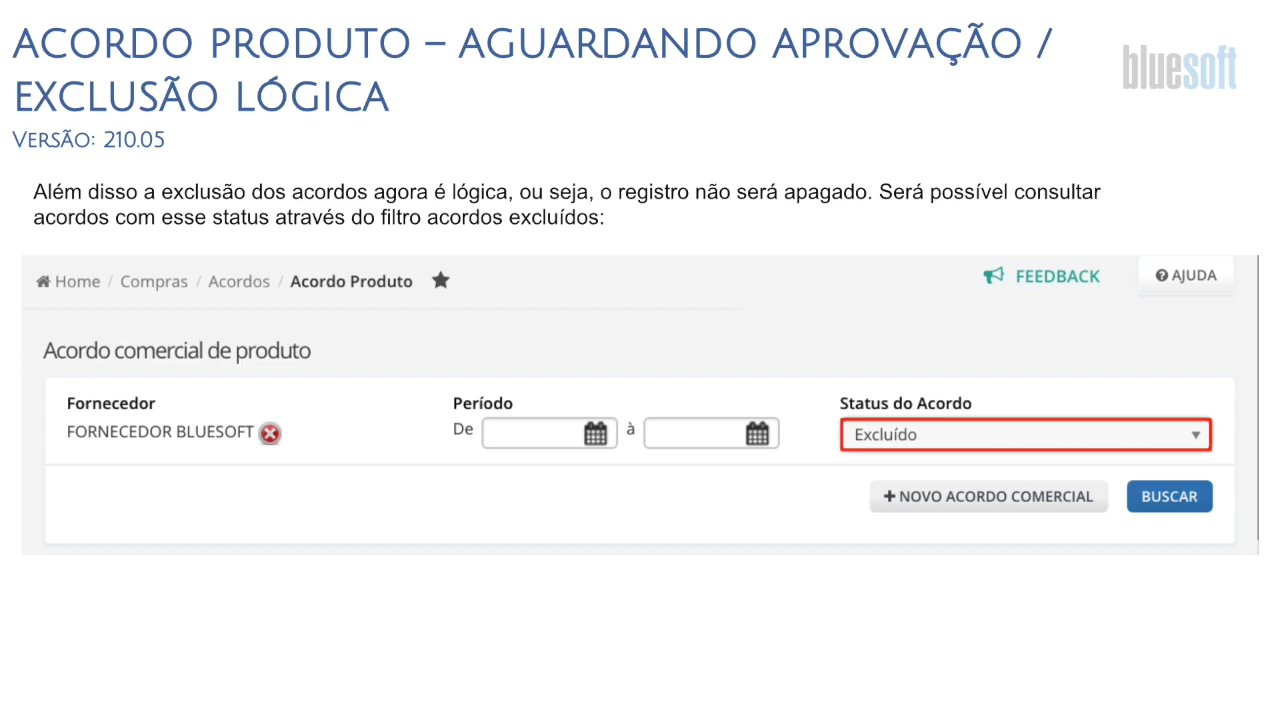 ACORDO PRODUTO – AGUARDANDO APROVAÇÃO /
EXCLUSÃO LÓGICA
VERSÃO: 210.05
bluesoft
Além disso a exclusão dos acordos agora é lógica, ou seja, o registro não será apagado. Será possível consultar
acordos com esse status através do filtro acordos excluídos:
Home / Compras / Acordos / Acordo Produto
FEEDBACK
AJUDA
Acordo comercial de produto
Fornecedor
FORNECEDOR BLUESOFT
Período
De
à
Status do Acordo
Excluído
+ NOVO ACORDO COMERCIAL
BUSCAR